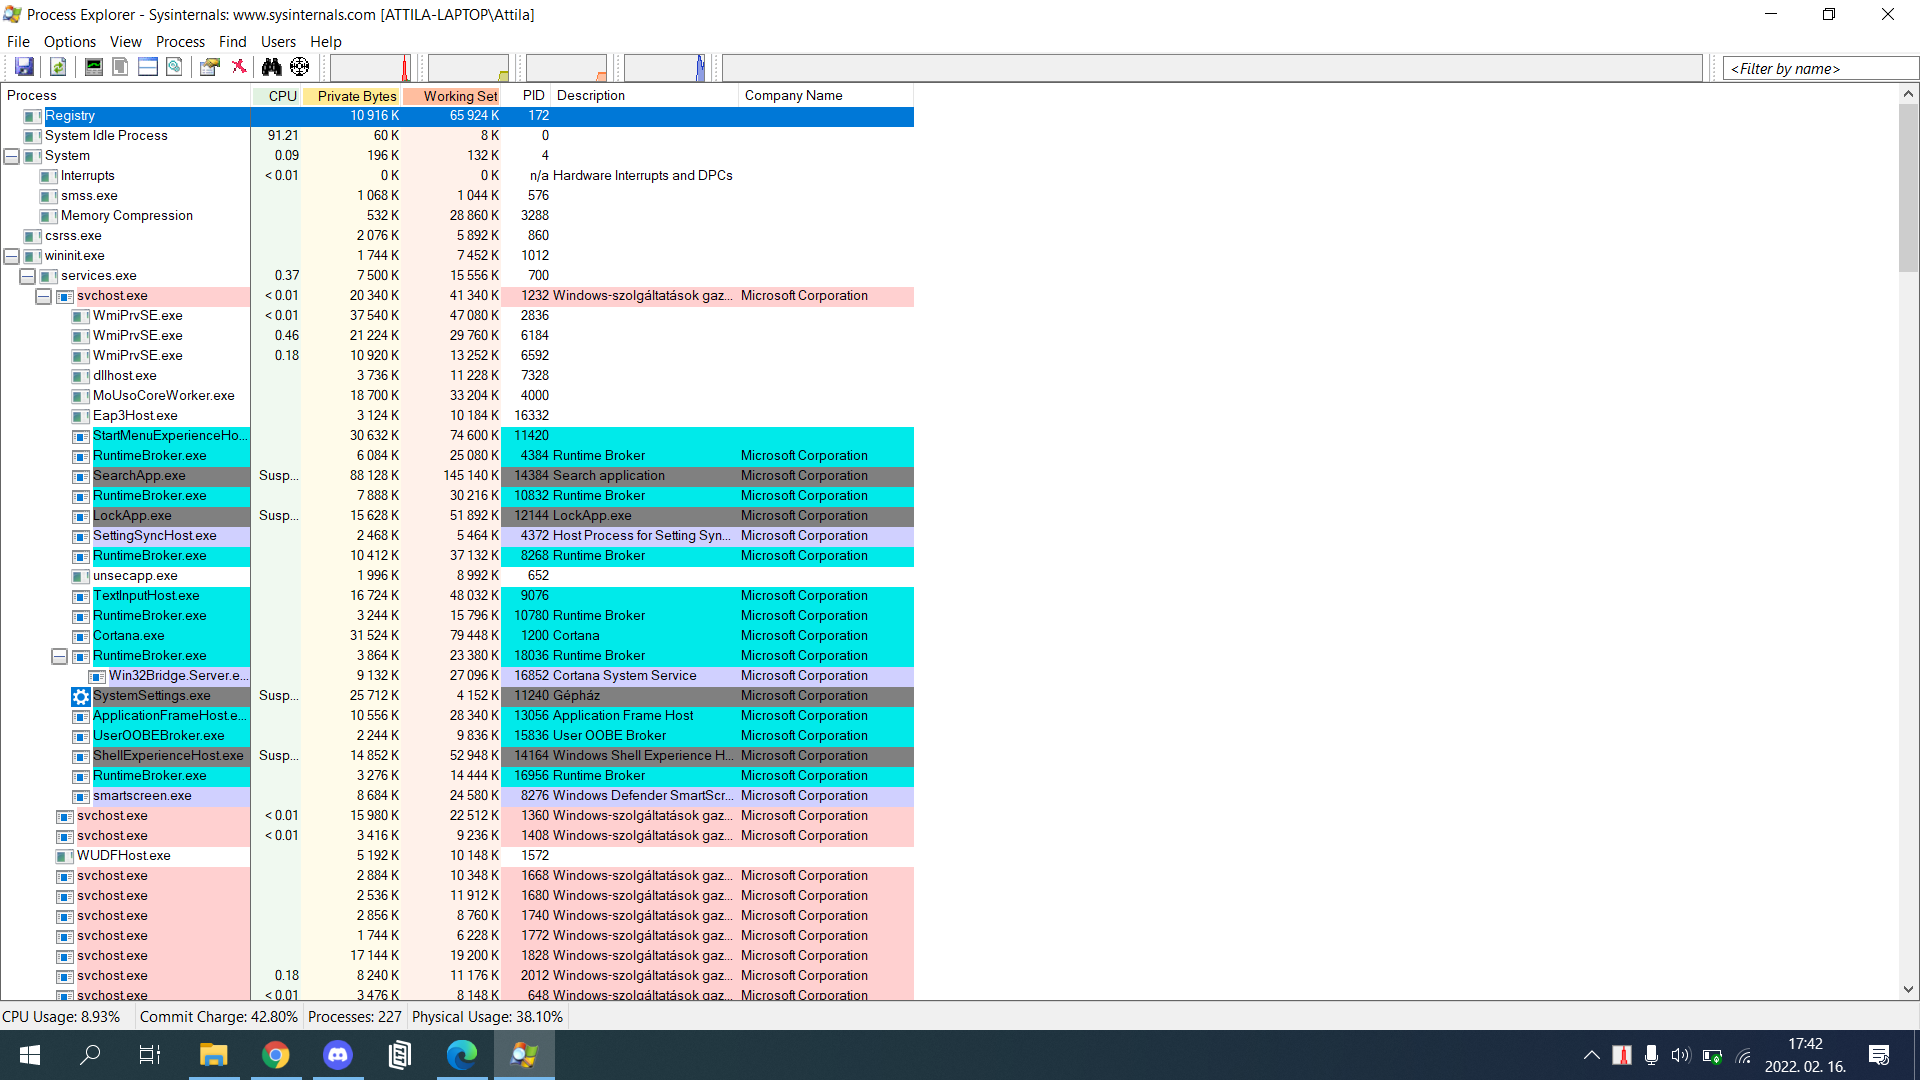 Process Explorer - Sysinternals: www.sysinternals.com [ATTILA-LAPTOP\Attila]
File Options View Process Find Users Help
<Filter by name>
Process CPU Private Bytes Working Set PID Description Company Name
Registry 10 916 K 65 924 K 172
System Idle Process 91.21 60 K 8 K 0
System 0.09 196 K 132 K 4
Interrupts < 0.01 0 K 0 K n/a Hardware Interrupts and DPCs
smss.exe 1 068 K 1 044 K 576
Memory Compression 532 K 28 860 K 3288
csrss.exe 2 076 K 5 892 K 860
wininit.exe 1 744 K 7 452 K 1012
services.exe 0.37 7 500 K 15 556 K 700
svchost.exe < 0.01 20 340 K 41 340 K 1232 Windows-szolgáltatások gaz... Microsoft Corporation
WmiPrvSE.exe < 0.01 37 540 K 47 080 K 2836
WmiPrvSE.exe 0.46 21 224 K 29 760 K 6184
WmiPrvSE.exe 0.18 10 920 K 13 252 K 6592
dllhost.exe 3 736 K 11 228 K 7328
MoUsoCoreWorker.exe 18 700 K 33 204 K 4000
Eap3Host.exe 3 124 K 10 184 K 16332
StartMenuExperienceHo... 30 632 K 74 600 K 11420
RuntimeBroker.exe 6 084 K 25 080 K 4384 Runtime Broker Microsoft Corporation
SearchApp.exe Susp... 88 128 K 145 140 K 14384 Search application Microsoft Corporation
RuntimeBroker.exe 7 888 K 30 216 K 10832 Runtime Broker Microsoft Corporation
LockApp.exe Susp... 15 628 K 51 892 K 12144 LockApp.exe Microsoft Corporation
SettingSyncHost.exe 2 468 K 5 464 K 4372 Host Process for Setting Syn... Microsoft Corporation
RuntimeBroker.exe 10 412 K 37 132 K 8268 Runtime Broker Microsoft Corporation
unsecapp.exe 1 996 K 8 992 K 652
TextInputHost.exe 16 724 K 48 032 K 9076 Microsoft Corporation
RuntimeBroker.exe 3 244 K 15 796 K 10780 Runtime Broker Microsoft Corporation
Cortana.exe 31 524 K 79 448 K 1200 Cortana Microsoft Corporation
RuntimeBroker.exe 3 864 K 23 380 K 18036 Runtime Broker Microsoft Corporation
Win32Bridge.Server.e... 9 132 K 27 096 K 16852 Cortana System Service Microsoft Corporation
SystemSettings.exe Susp... 25 712 K 4 152 K 11240 Gépház Microsoft Corporation
ApplicationFrameHost.e... 10 556 K 28 340 K 13056 Application Frame Host Microsoft Corporation
UserOOBEBroker.exe 2 244 K 9 836 K 15836 User OOBE Broker Microsoft Corporation
ShellExperienceHost.exe Susp... 14 852 K 52 948 K 14164 Windows Shell Experience H... Microsoft Corporation
RuntimeBroker.exe 3 276 K 14 444 K 16956 Runtime Broker Microsoft Corporation
smartscreen.exe 8 684 K 24 580 K 8276 Windows Defender SmartScr... Microsoft Corporation
svchost.exe < 0.01 15 980 K 22 512 K 1360 Windows-szolgáltatások gaz... Microsoft Corporation
svchost.exe < 0.01 3 416 K 9 236 K 1408 Windows-szolgáltatások gaz... Microsoft Corporation
WUDFHost.exe 5 192 K 10 148 K 1572
svchost.exe 2 884 K 10 348 K 1668 Windows-szolgáltatások gaz... Microsoft Corporation
svchost.exe 2 536 K 11 912 K 1680 Windows-szolgáltatások gaz... Microsoft Corporation
svchost.exe 2 856 K 8 760 K 1740 Windows-szolgáltatások gaz... Microsoft Corporation
svchost.exe 1 744 K 6 228 K 1772 Windows-szolgáltatások gaz... Microsoft Corporation
svchost.exe 17 144 K 19 200 K 1828 Windows-szolgáltatások gaz... Microsoft Corporation
svchost.exe 0.18 8 240 K 11 176 K 2012 Windows-szolgáltatások gaz... Microsoft Corporation
svchost.exe < 0.01 3 476 K 8 148 K 648 Windows-szolgáltatások gaz... Microsoft Corporation
CPU Usage: 8.93% Commit Charge: 42.80% Processes: 227 Physical Usage: 38.10%
17:42
2022. 02. 16.